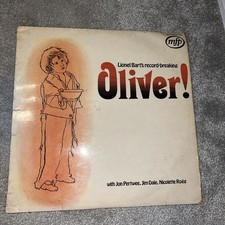 mfp
Lionel Bart's record-breaking
Oliver!
with Jon Pertwee, Jim Dale, Nicolette Roeg